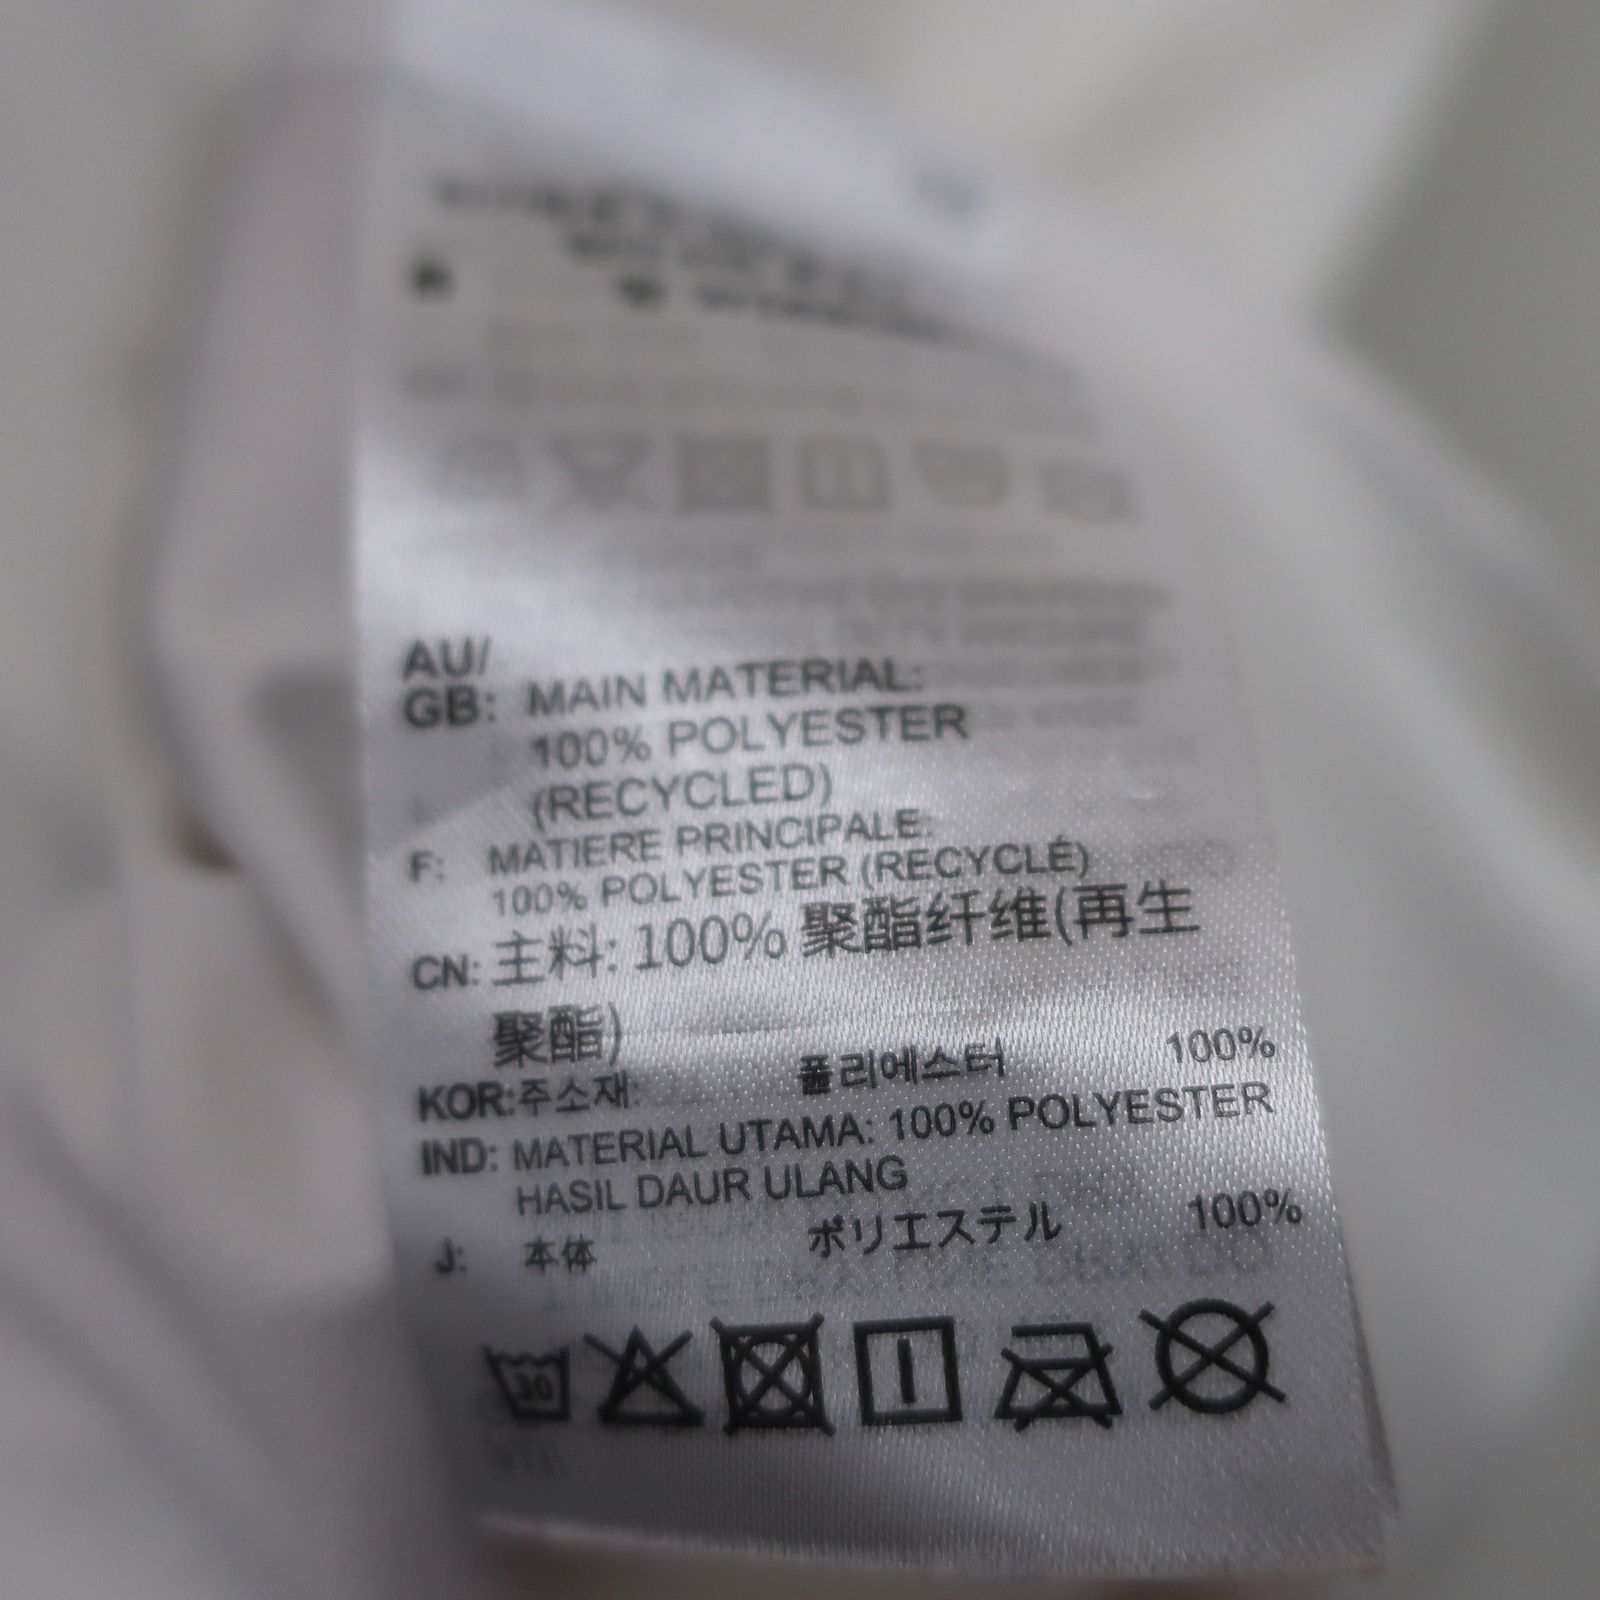 AU/
GB: MAIN MATERIAL:
100% POLYESTER
(RECYCLED)
F: MATIERE PRINCIPALE:
100% POLYESTER (RECYCLÉ)
CN: 主料: 100% 聚酯纤维(再生
聚酯)
KOR:주소재: 폴리에스터 100%
IND: MATERIAL UTAMA: 100% POLYESTER
HASIL DAUR ULANG
J: 本体 ポリエステル 100%
30